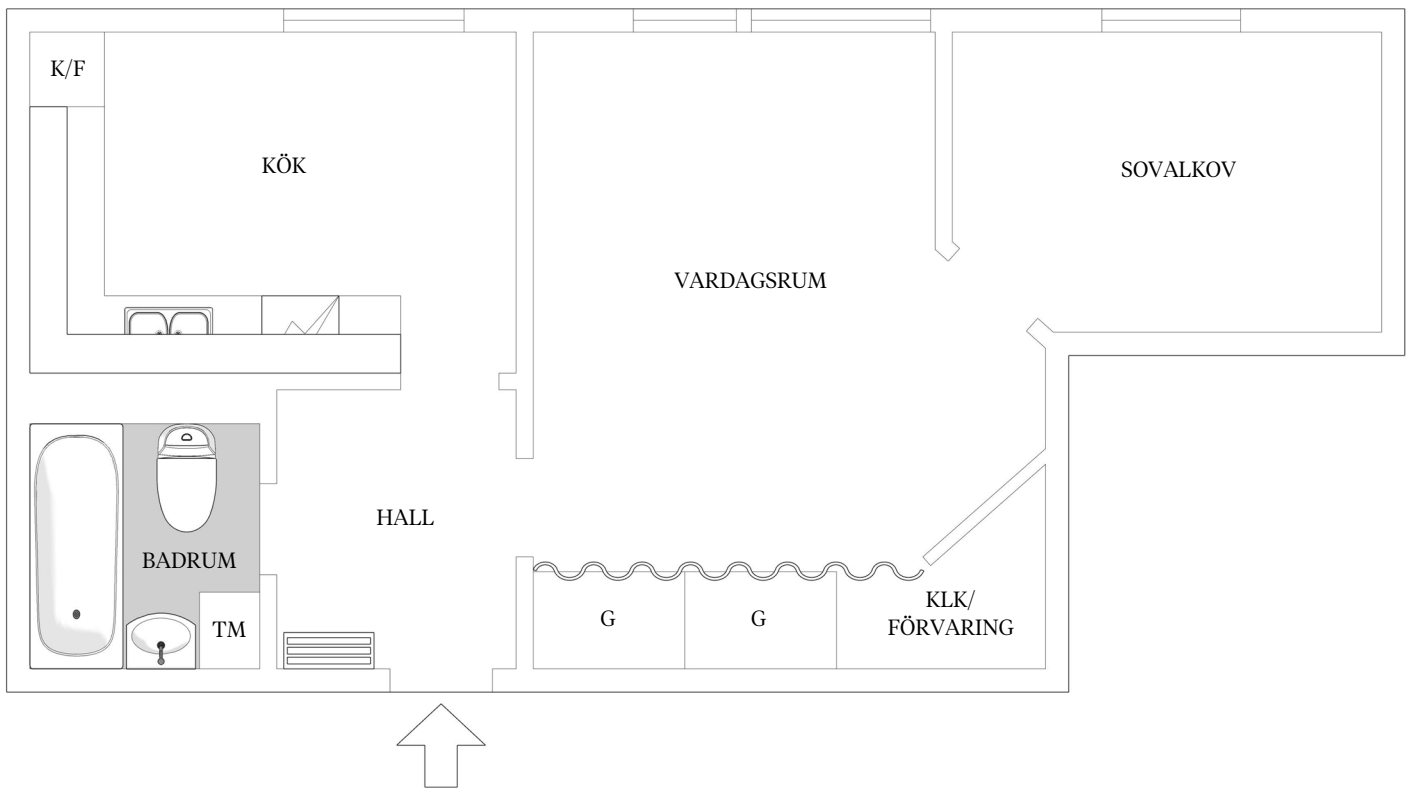 K/F
KÖK
SOVALKOV
VARDAGSRUM
HALL
BADRUM
TM
G
G
KLK/
FÖRVARING